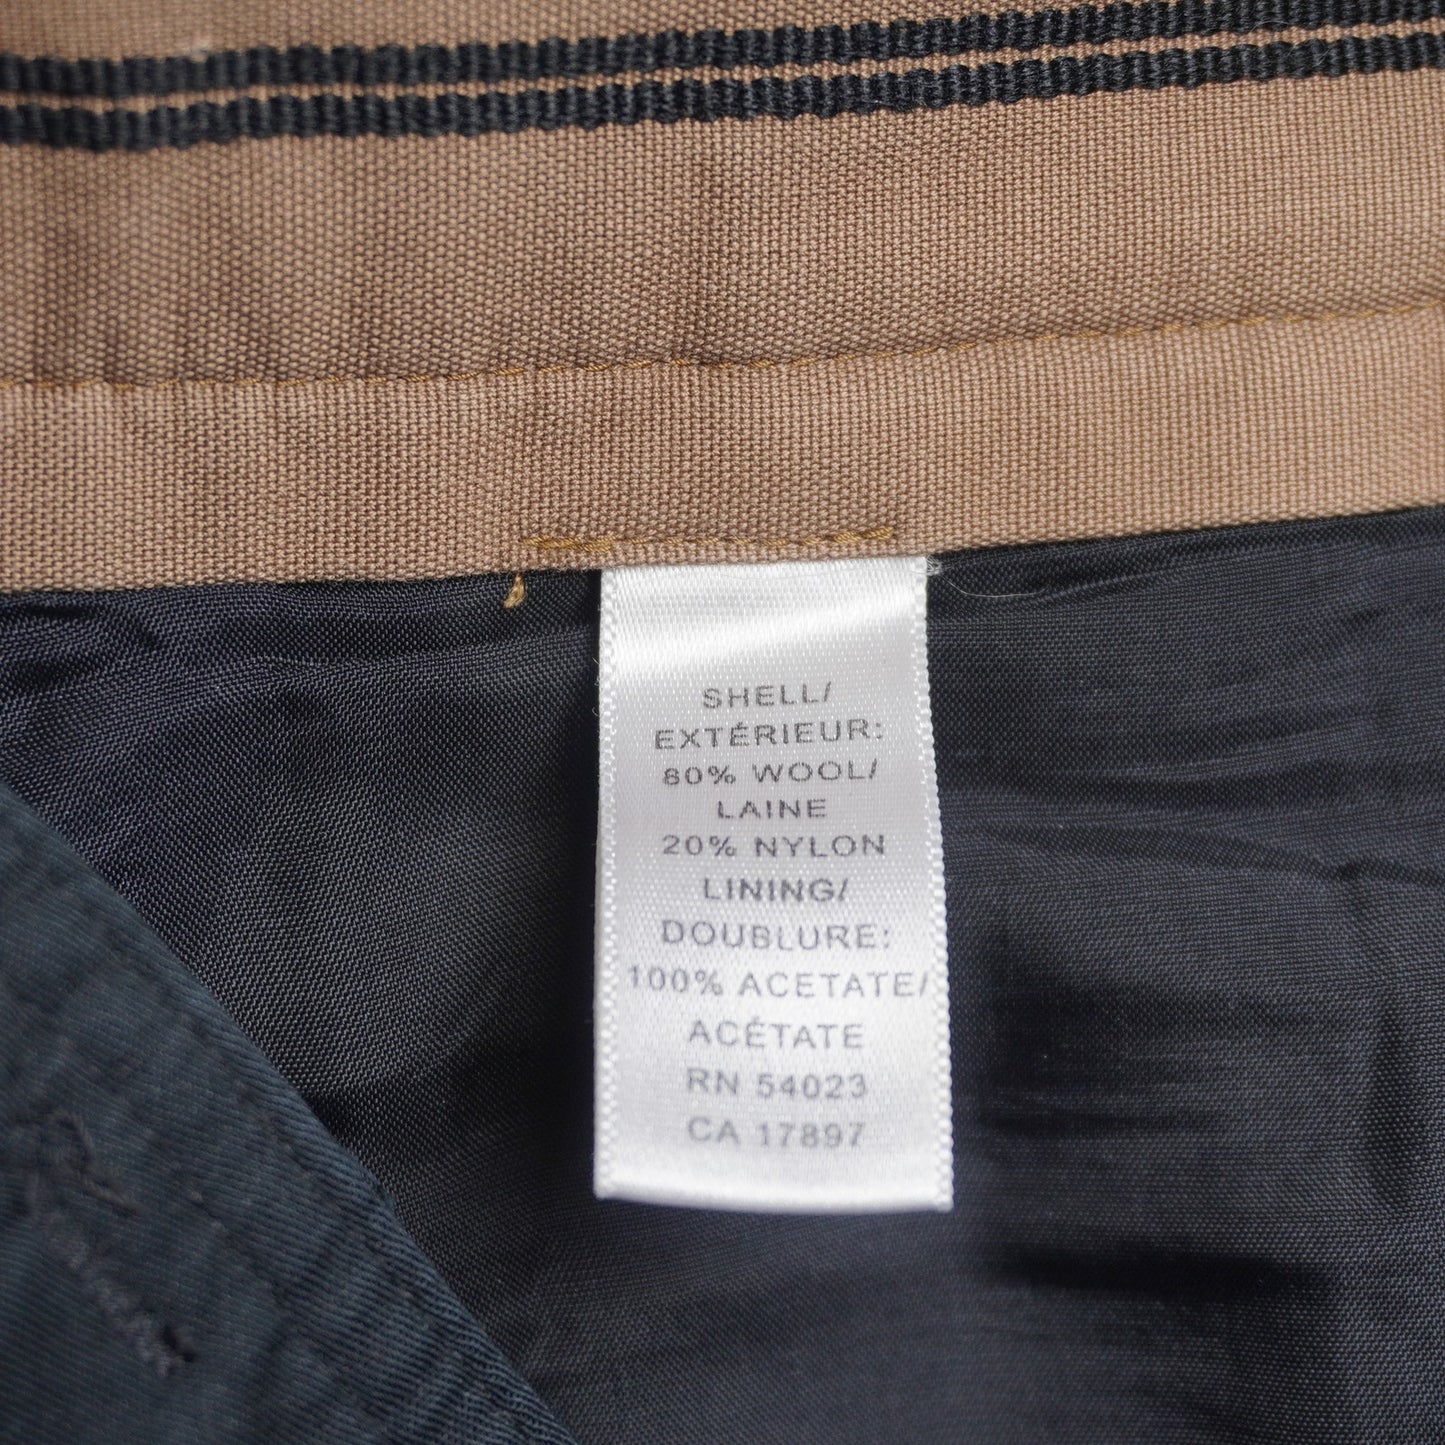 SHELL/
EXTÉRIEUR:
80% WOOL/
LAINE
20% NYLON
LINING/
DOUBLURE:
100% ACETATE/
ACÉTATE
RN 54023
CA 17897